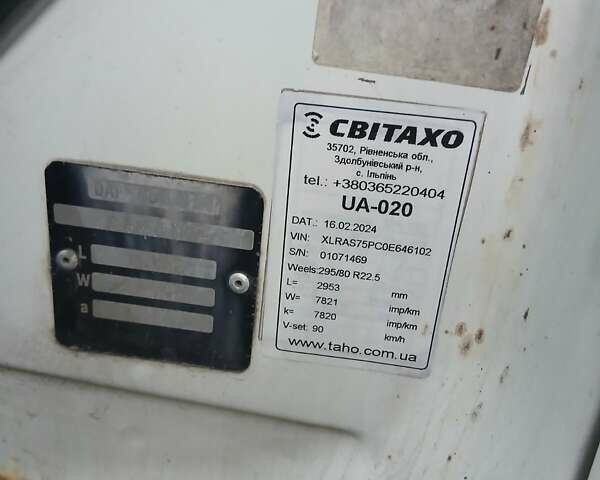 СВІТАХО
35702, Рівненська обл.,
Здолбунівський р-н,
с. Ільпінь
tel.: +380365220404
UA-020
DAT.: 16.02.2024
VIN: XLRAS75PC0E646102
S/N: 01071469
Weels: 295/80 R22.5
L= 2953 mm
W= 7821 imp/km
k= 7820 imp/km
V-set: 90 km/h
www.taho.com.ua
DAF
L
W
a